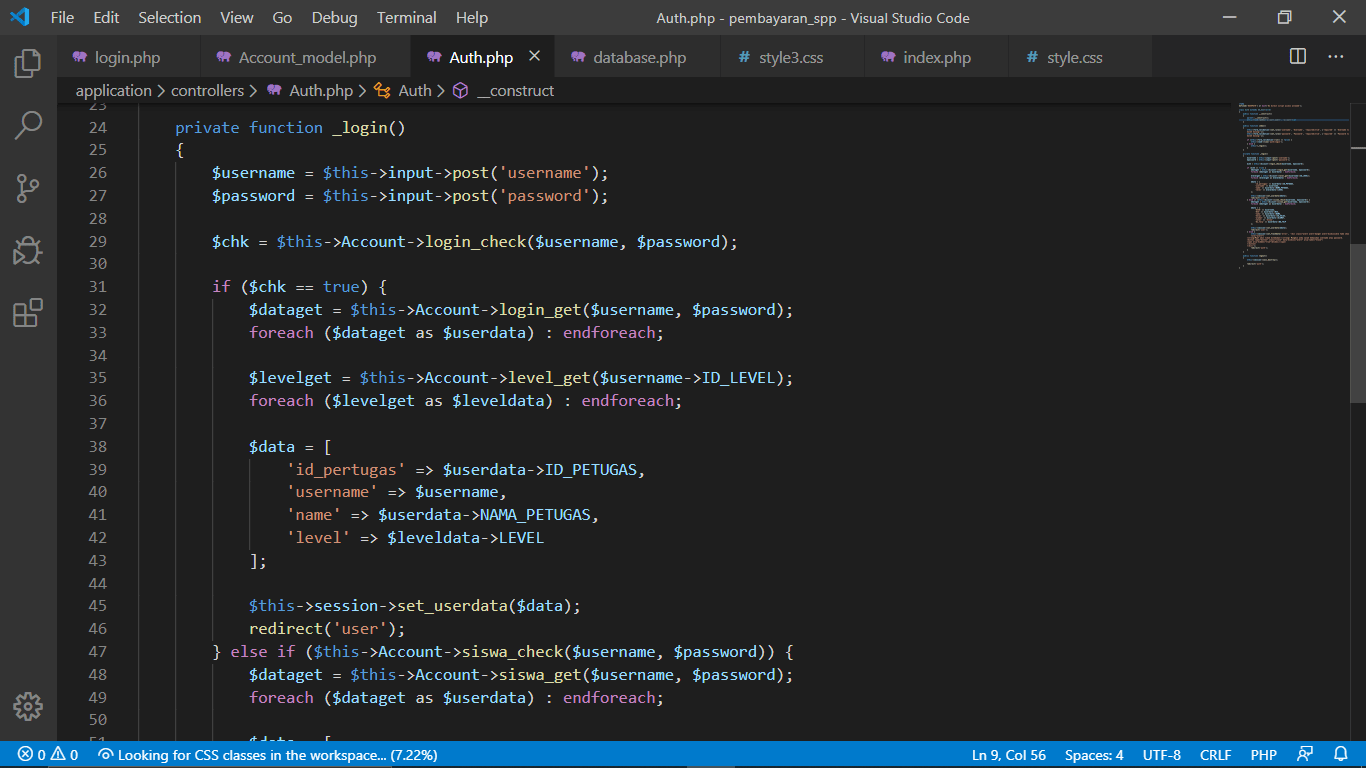 File Edit Selection View Go Debug Terminal Help Auth.php - pembayaran_spp - Visual Studio Code
login.php Account_model.php Auth.php database.php # style3.css index.php # style.css
application > controllers > Auth.php > Auth > __construct
23
24 private function _login()
25 {
26 $username = $this->input->post('username');
27 $password = $this->input->post('password');
28
29 $chk = $this->Account->login_check($username, $password);
30
31 if ($chk == true) {
32 $dataget = $this->Account->login_get($username, $password);
33 foreach ($dataget as $userdata) : endforeach;
34
35 $levelget = $this->Account->level_get($username->ID_LEVEL);
36 foreach ($levelget as $leveldata) : endforeach;
37
38 $data = [
39 'id_pertugas' => $userdata->ID_PETUGAS,
40 'username' => $username,
41 'name' => $userdata->NAMA_PETUGAS,
42 'level' => $leveldata->LEVEL
43 ];
44
45 $this->session->set_userdata($data);
46 redirect('user');
47 } else if ($this->Account->siswa_check($username, $password)) {
48 $dataget = $this->Account->siswa_get($username, $password);
49 foreach ($dataget as $userdata) : endforeach;
50
51 $data = [
0 0 Looking for CSS classes in the workspace... (7.22%) Ln 9, Col 56 Spaces: 4 UTF-8 CRLF PHP